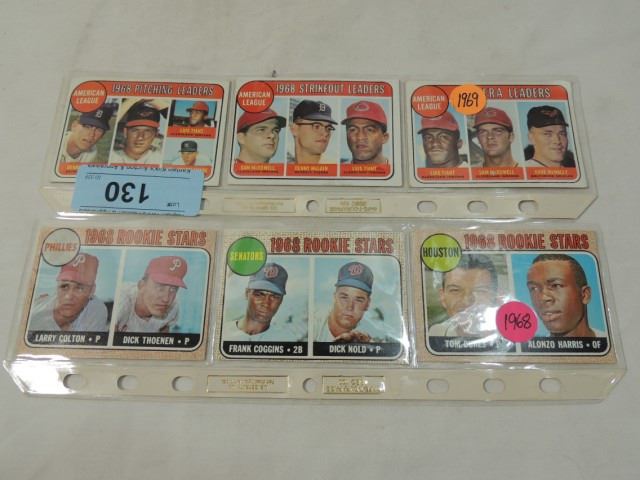 AMERICAN LEAGUE
1968 PITCHING LEADERS
LUIS TIANT
AMERICAN LEAGUE
1968 STRIKEOUT LEADERS
SAM McDOWELL
DENNY McLAIN
LUIS TIANT
AMERICAN LEAGUE
1969
ERA LEADERS
LUIS TIANT
SAM McDOWELL
DAVE McNALLY
130
Lot#
PHILLIES
1968 ROOKIE STARS
LARRY COLTON • P
DICK THOENEN • P
SENATORS
1968 ROOKIE STARS
FRANK COGGINS • 2B
DICK NOLD • P
HOUSTON
1968 ROOKIE STARS
1968
TOM
ALONZO HARRIS • OF